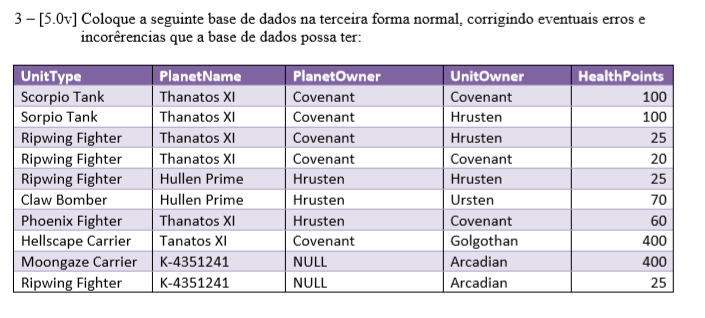 3 – [5.0v] Coloque a seguinte base de dados na terceira forma normal, corrigindo eventuais erros e
incorêrencias que a base de dados possa ter:
UnitType PlanetName PlanetOwner UnitOwner HealthPoints
Scorpio Tank Thanatos XI Covenant Covenant 100
Sorpio Tank Thanatos XI Covenant Hrusten 100
Ripwing Fighter Thanatos XI Covenant Hrusten 25
Ripwing Fighter Thanatos XI Covenant Covenant 20
Ripwing Fighter Hullen Prime Hrusten Hrusten 25
Claw Bomber Hullen Prime Hrusten Ursten 70
Phoenix Fighter Thanatos XI Hrusten Covenant 60
Hellscape Carrier Tanatos XI Covenant Golgothan 400
Moongaze Carrier K-4351241 NULL Arcadian 400
Ripwing Fighter K-4351241 NULL Arcadian 25